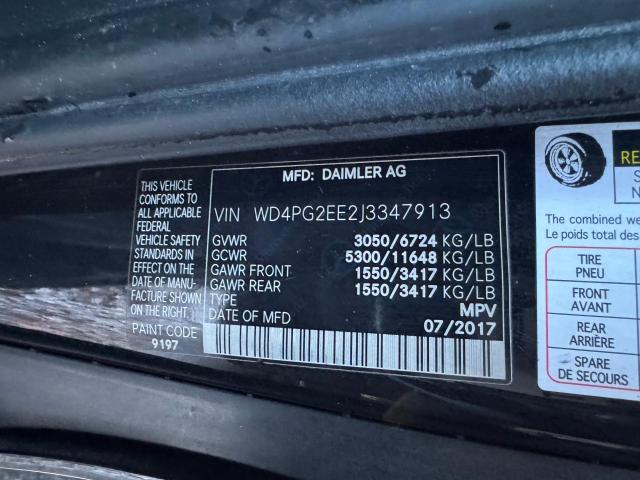 MFD: DAIMLER AG
THIS VEHICLE
CONFORMS TO
ALL APPLICABLE
FEDERAL
VEHICLE SAFETY
STANDARDS IN
EFFECT ON THE
DATE OF MANU-
FACTURE SHOWN
ON THE RIGHT.
PAINT CODE
9197
VIN WD4PG2EE2J3347913
GVWR 3050/6724 KG/LB
GCWR 5300/11648 KG/LB
GAWR FRONT 1550/3417 KG/LB
GAWR REAR 1550/3417 KG/LB
TYPE MPV
DATE OF MFD 07/2017
The combined
Le poids total des
TIRE
PNEU
FRONT
AVANT
REAR
ARRIÈRE
SPARE
DE SECOURS